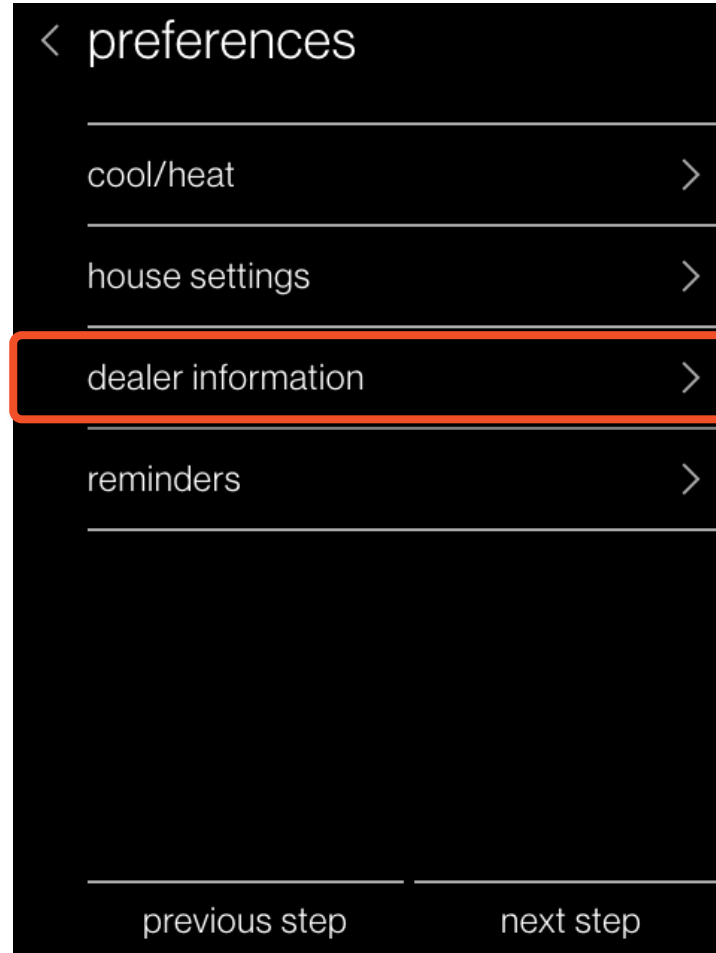 preferences
cool/heat
house settings
dealer information
reminders
previous step next step